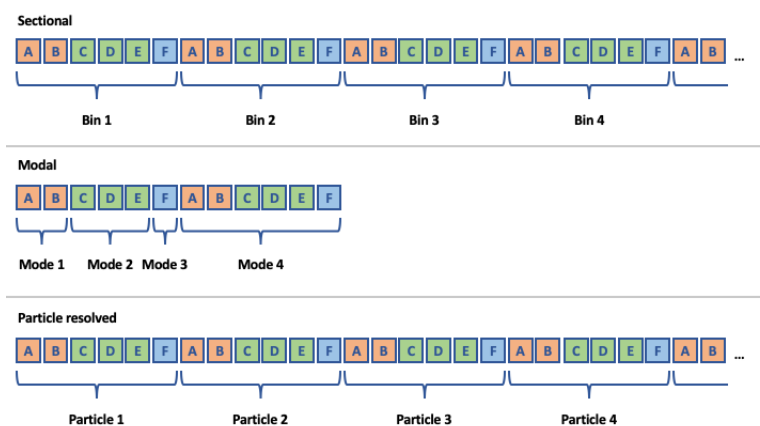 Sectional
A B C D E F A B C D E F A B C D E F A B C D E F A B ...
Bin 1 Bin 2 Bin 3 Bin 4
Modal
A B C D E F A B C D E F
Mode 1 Mode 2 Mode 3 Mode 4
Particle resolved
A B C D E F A B C D E F A B C D E F A B C D E F A B ...
Particle 1 Particle 2 Particle 3 Particle 4